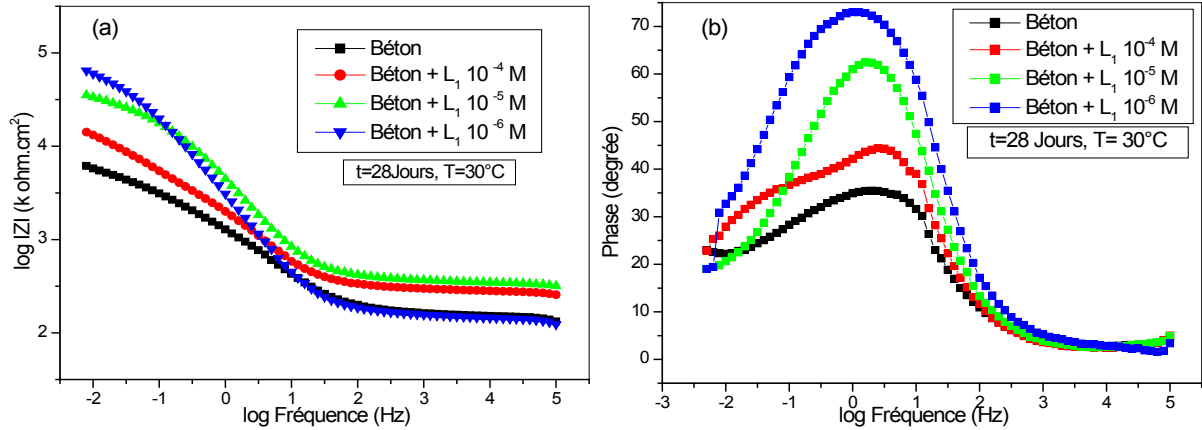 (a)
Béton
Béton + L₁ 10⁻⁴ M
Béton + L₁ 10⁻⁵ M
Béton + L₁ 10⁻⁶ M
t=28Jours, T=30°C
log|Z| (k ohm.cm²)
5
4
3
2
-2 -1 0 1 2 3 4 5
log Fréquence (Hz)
(b)
Béton
Béton + L₁ 10⁻⁴ M
Béton + L₁ 10⁻⁵ M
Béton + L₁ 10⁻⁶ M
t=28 Jours, T= 30°C
Phase (degrée)
70
60
50
40
30
20
10
0
-3 -2 -1 0 1 2 3 4 5
log Fréquence (Hz)